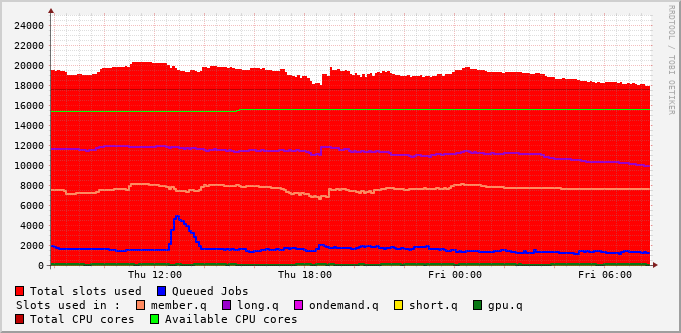 RRDTOOL / TOBI OETIKER
24000
22000
20000
18000
16000
14000
12000
10000
8000
6000
4000
2000
0
Thu 12:00 Thu 18:00 Fri 00:00 Fri 06:00
Total slots used Queued Jobs
Slots used in : member.q long.q ondemand.q short.q gpu.q
Total CPU cores Available CPU cores